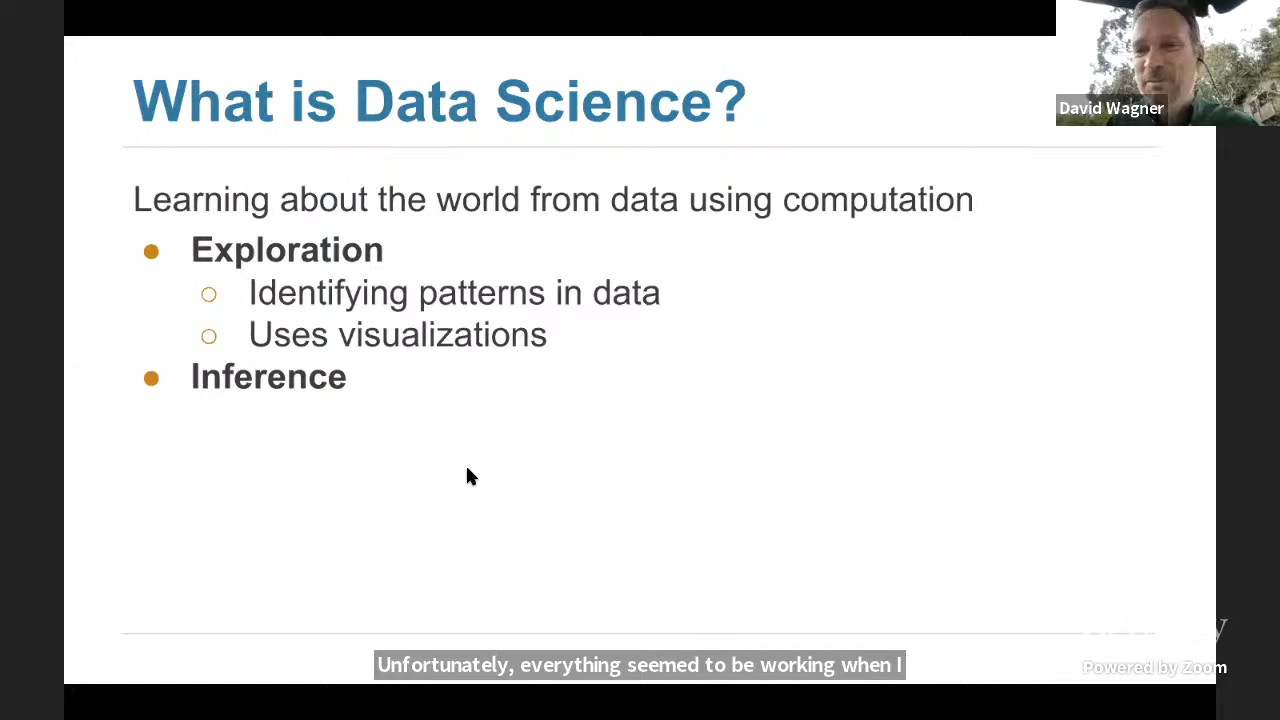 What is Data Science?
David Wagner
Learning about the world from data using computation
● Exploration
○ Identifying patterns in data
○ Uses visualizations
● Inference
Unfortunately, everything seemed to be working when I
Powered by Zoom